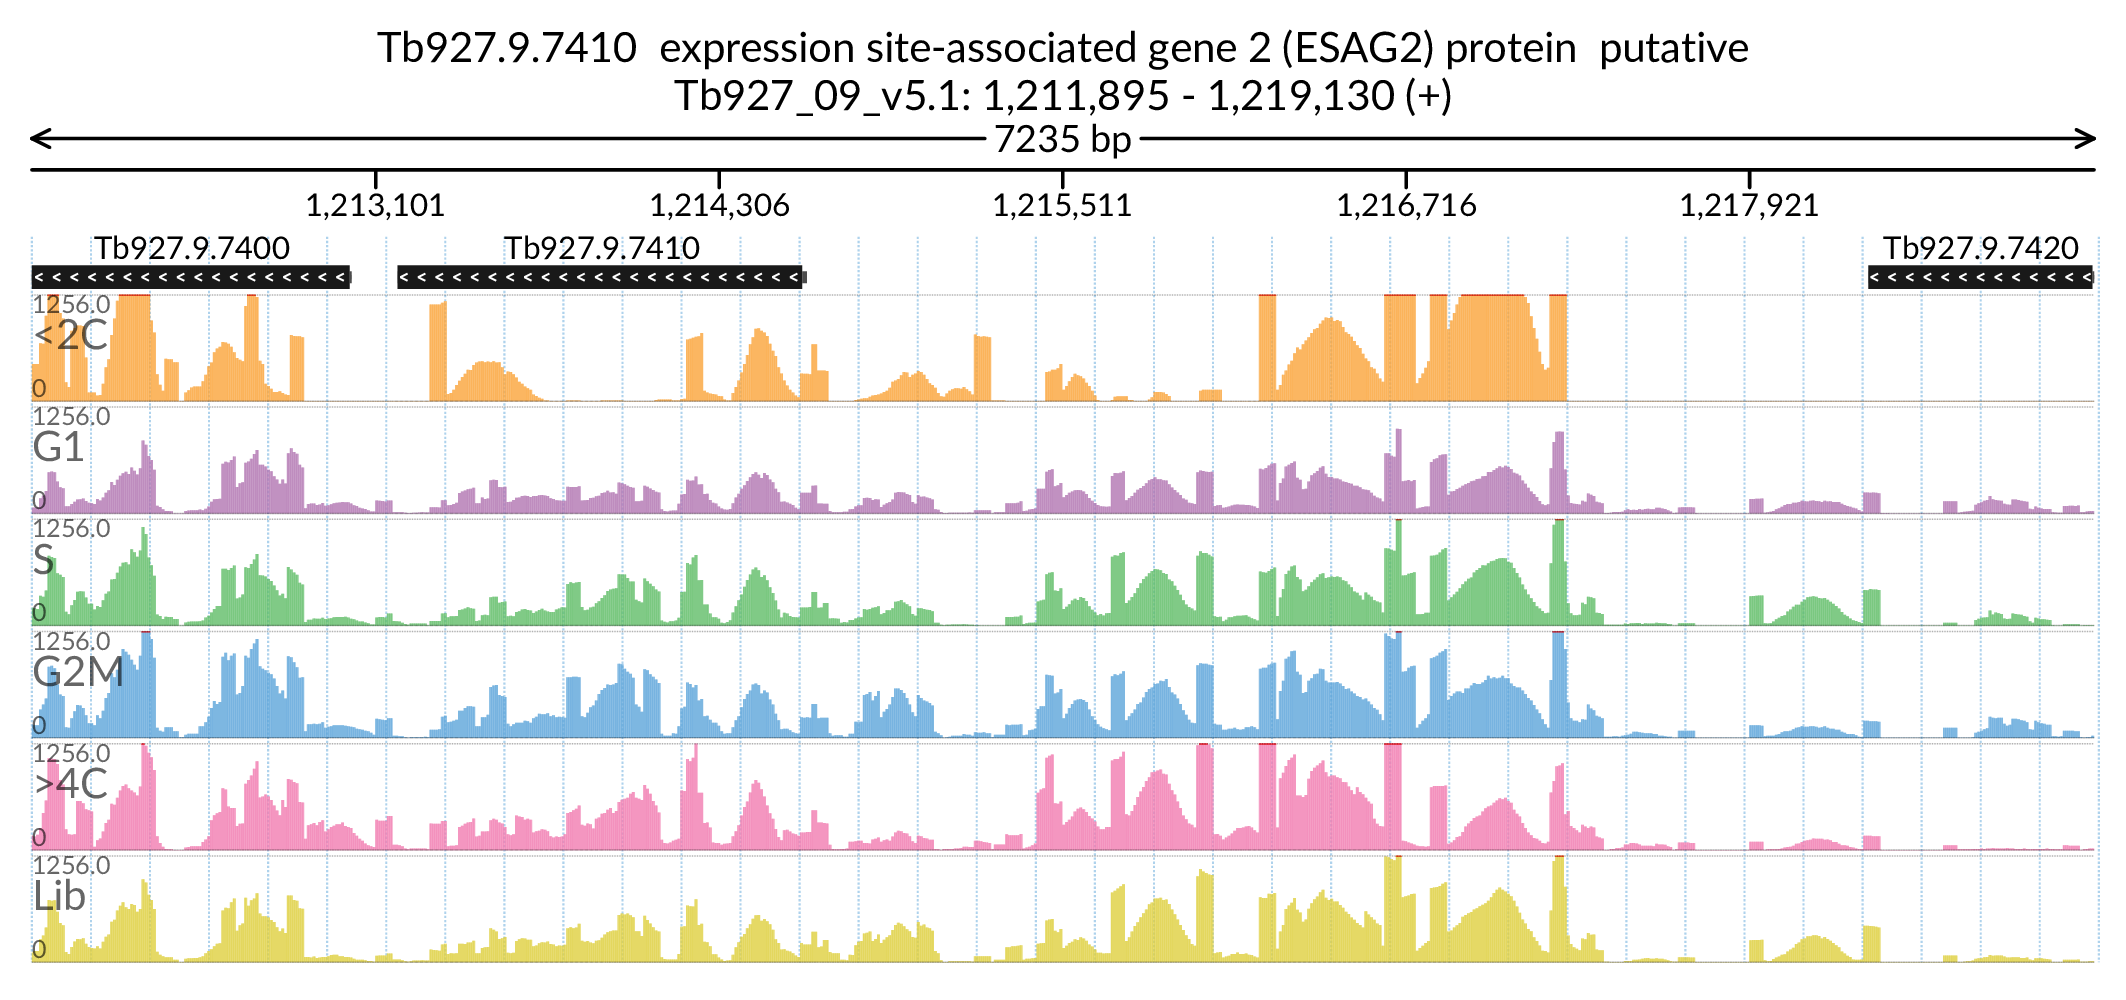 Tb927.9.7410  expression site-associated gene 2 (ESAG2) protein  putative
Tb927_09_v5.1: 1,211,895 - 1,219,130 (+)
7235 bp
1,213,101 1,214,306 1,215,511 1,216,716 1,217,921
Tb927.9.7400 Tb927.9.7410 Tb927.9.7420
1256.0
<2C
0
1256.0
G1
0
1256.0
S
0
1256.0
G2M
0
1256.0
>4C
0
1256.0
Lib
0